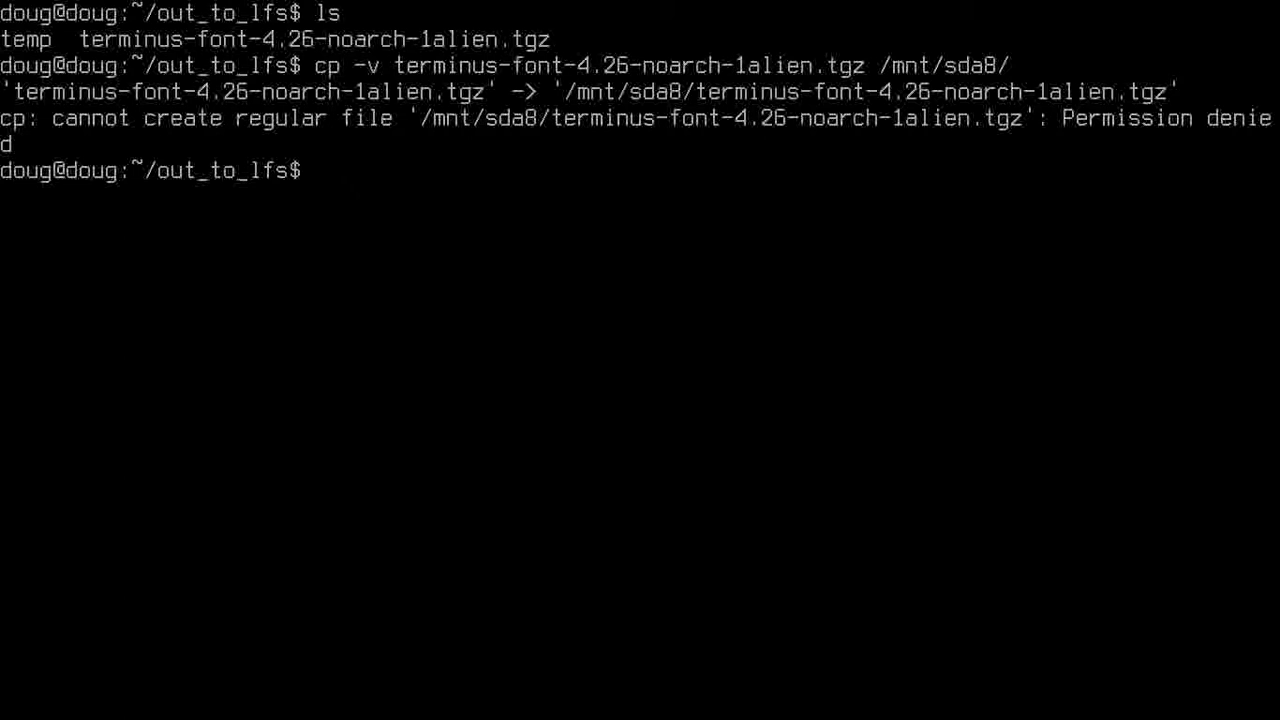 doug@doug:~/out_to_lfs$ ls
temp  terminus-font-4.26-noarch-1alien.tgz
doug@doug:~/out_to_lfs$ cp -v terminus-font-4.26-noarch-1alien.tgz /mnt/sda8/
'terminus-font-4.26-noarch-1alien.tgz' -> '/mnt/sda8/terminus-font-4.26-noarch-1alien.tgz'
cp: cannot create regular file '/mnt/sda8/terminus-font-4.26-noarch-1alien.tgz': Permission denie
d
doug@doug:~/out_to_lfs$